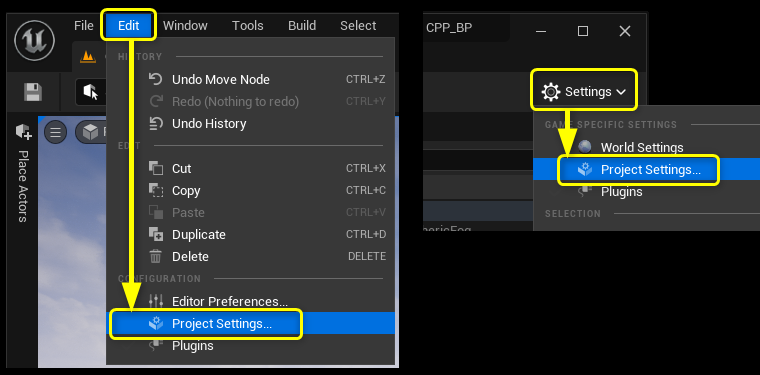 File Edit Window Tools Build Select
HISTORY
Undo Move Node CTRL+Z
Redo (Nothing to redo) CTRL+Y
Undo History
EDIT
Cut CTRL+X
Copy CTRL+C
Paste CTRL+V
Duplicate CTRL+D
Delete DELETE
CONFIGURATION
Editor Preferences...
Project Settings...
Plugins
Place Actors
CPP_BP
Settings
GAME SPECIFIC SETTINGS
World Settings
Project Settings...
Plugins
SELECTION